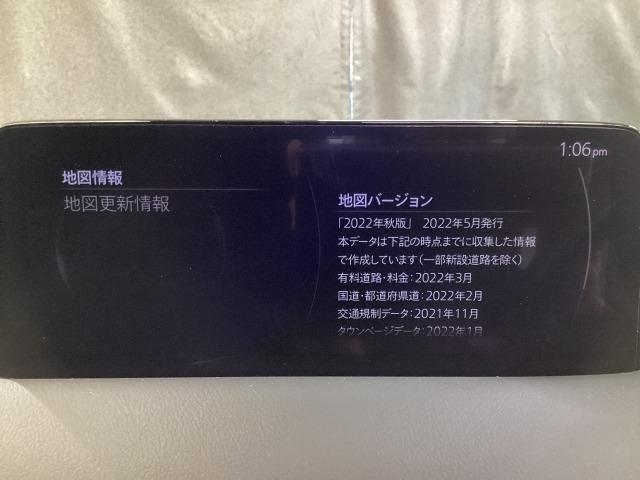 1:06pm
地図情報
地図更新情報
地図バージョン
「2022年秋版」 2022年5月発行
本データは下記の時点までに収集した情報
で作成しています(一部新設道路を除く)
有料道路・料金:2022年3月
国道・都道府県道:2022年2月
交通規制データ:2021年11月
タウンページデータ:2022年1月